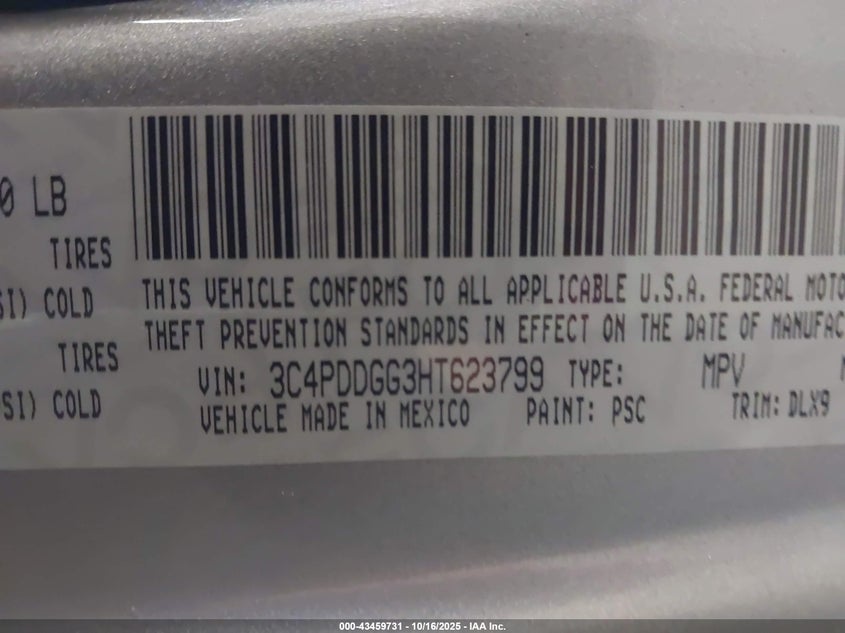 0 LB
TIRES
SI) COLD
TIRES
SI) COLD
THIS VEHICLE CONFORMS TO ALL APPLICABLE U.S.A. FEDERAL MOTO
THEFT PREVENTION STANDARDS IN EFFECT ON THE DATE OF MANUFAC
VIN: 3C4PDDGG3HT623799 TYPE: MPV
VEHICLE MADE IN MEXICO PAINT: PSC TRIM: DLX9
000-43459731 - 10/16/2025 - IAA Inc.